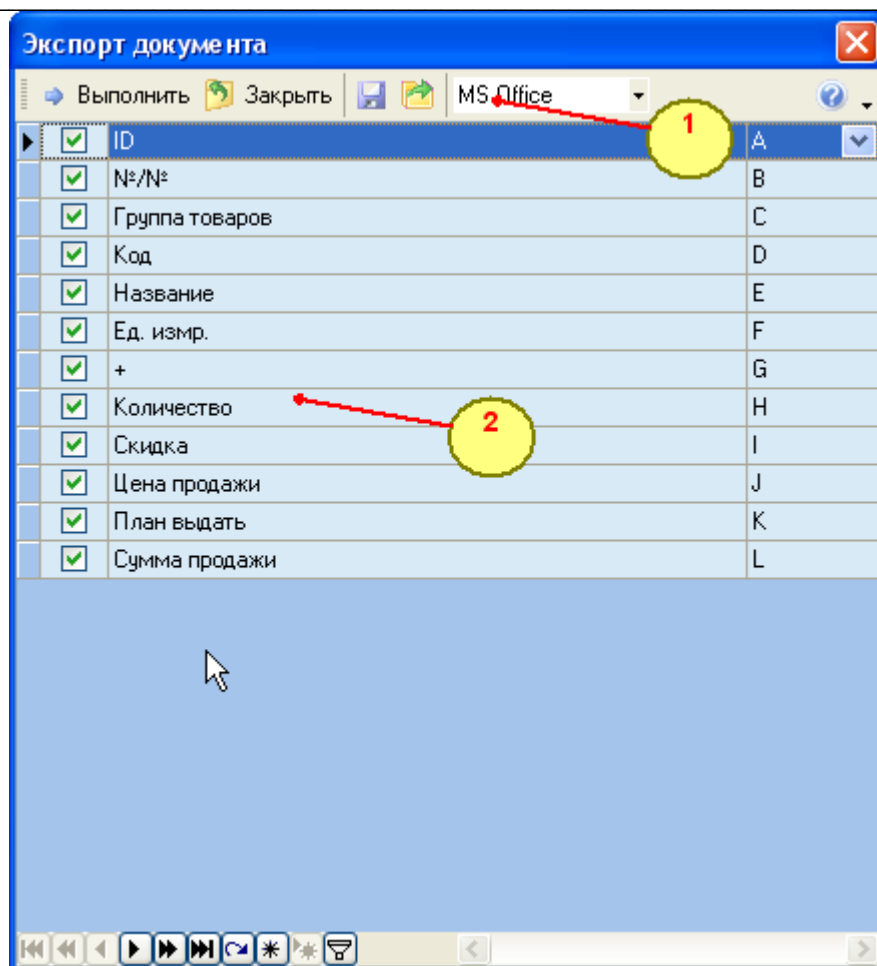 Экспорт документа
Выполнить Закрыть MS Office
1
ID A
№/№ B
Группа товаров C
Код D
Название E
Ед. измр. F
+ G
Количество H
2
Скидка I
Цена продажи J
План выдать K
Сумма продажи L